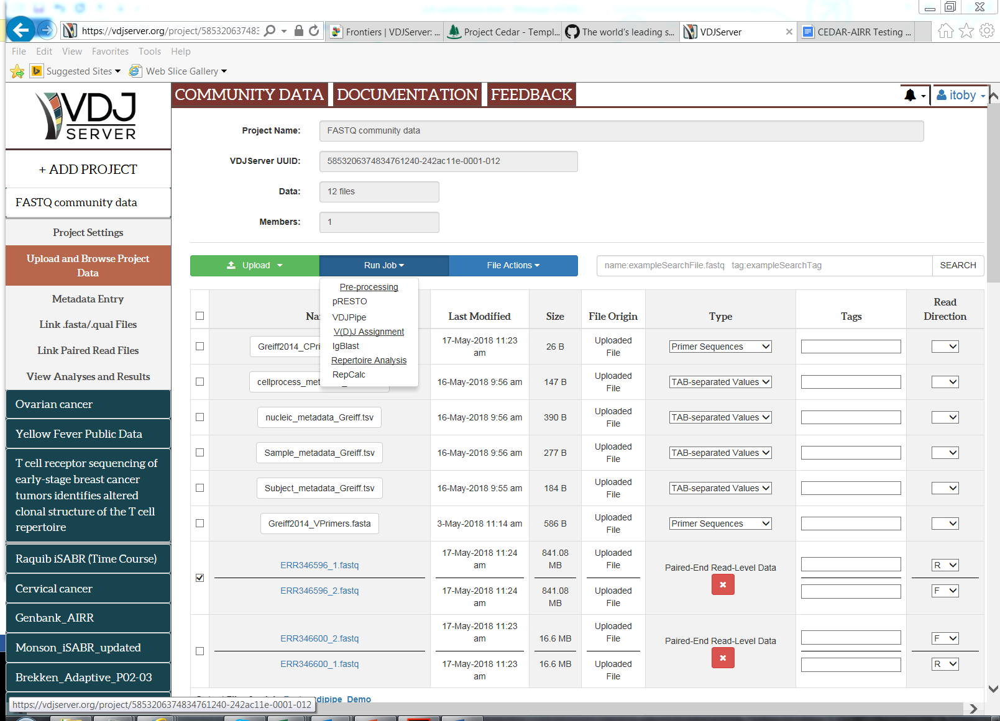 https://vdjserver.org/project/585320637483
Frontiers | VDJServer: ...
Project Cedar - Templ...
The world's leading s...
VDJServer
CEDAR-AIRR Testing ...
File Edit View Favorites Tools Help
Suggested Sites
Web Slice Gallery
VDJ
SERVER
COMMUNITY DATA
DOCUMENTATION
FEEDBACK
itoby
+ ADD PROJECT
FASTQ community data
Project Settings
Upload and Browse Project
Data
Metadata Entry
Link .fasta/.qual Files
Link Paired Read Files
View Analyses and Results
Ovarian cancer
Yellow Fever Public Data
T cell receptor sequencing of
early-stage breast cancer
tumors identifies altered
clonal structure of the T cell
repertoire
Raquib iSABR (Time Course)
Cervical cancer
Genbank_AIRR
Monson_iSABR_updated
Brekken_Adaptive_P02-03
https://vdjserver.org/project/5853206374834761240-242ac11e-0001-012
Project Name: FASTQ community data
VDJServer UUID: 5853206374834761240-242ac11e-0001-012
Data: 12 files
Members: 1
Upload
Run Job
File Actions
name:exampleSearchFile.fastq tag:exampleSearchTag
SEARCH
Pre-processing
pRESTO
VDJPipe
V(D)J Assignment
IgBlast
Repertoire Analysis
RepCalc
Last Modified Size File Origin Type Tags Read
Direction
Greiff2014_CPri 17-May-2018 11:23
am 26 B Uploaded
File Primer Sequences
cellprocess_met 16-May-2018 9:56 am 147 B Uploaded
File TAB-separated Values
nucleic_metadata_Greiff.tsv 16-May-2018 9:56 am 390 B Uploaded
File TAB-separated Values
Sample_metadata_Greiff.tsv 16-May-2018 9:56 am 277 B Uploaded
File TAB-separated Values
Subject_metadata_Greiff.tsv 16-May-2018 9:55 am 184 B Uploaded
File TAB-separated Values
Greiff2014_VPrimers.fasta 3-May-2018 11:14 am 586 B Uploaded
File Primer Sequences
ERR346596_1.fastq 17-May-2018 11:24
am 841.08
MB Uploaded
File Paired-End Read-Level Data R
ERR346596_2.fastq 17-May-2018 11:24
am 841.08
MB Uploaded
File F
ERR346600_2.fastq 17-May-2018 11:23
am 16.6 MB Uploaded
File Paired-End Read-Level Data F
ERR346600_1.fastq 17-May-2018 11:23
am 16.6 MB Uploaded
File R
Demo